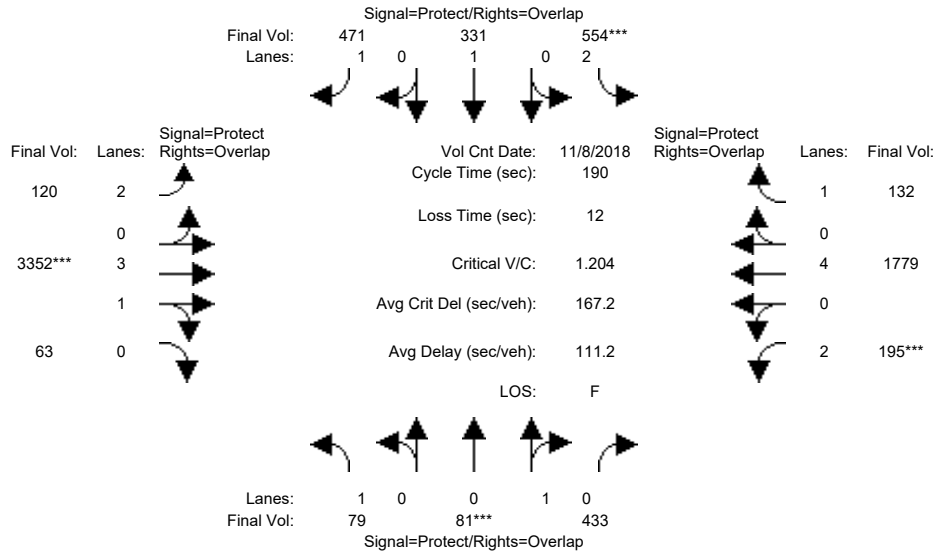 Signal=Protect/Rights=Overlap
Final Vol: 471 331 554***
Lanes: 1 0 1 0 2
Signal=Protect
Final Vol: Lanes: Rights=Overlap
Vol Cnt Date: 11/8/2018
Signal=Protect
Rights=Overlap Lanes: Final Vol:
Cycle Time (sec): 190
120 2
1 132
Loss Time (sec): 12
0
0
3352*** 3
Critical V/C: 1.204
4 1779
1
Avg Crit Del (sec/veh): 167.2
0
63 0
Avg Delay (sec/veh): 111.2
2 195***
LOS: F
Lanes: 1 0 0 1 0
Final Vol: 79 81*** 433
Signal=Protect/Rights=Overlap